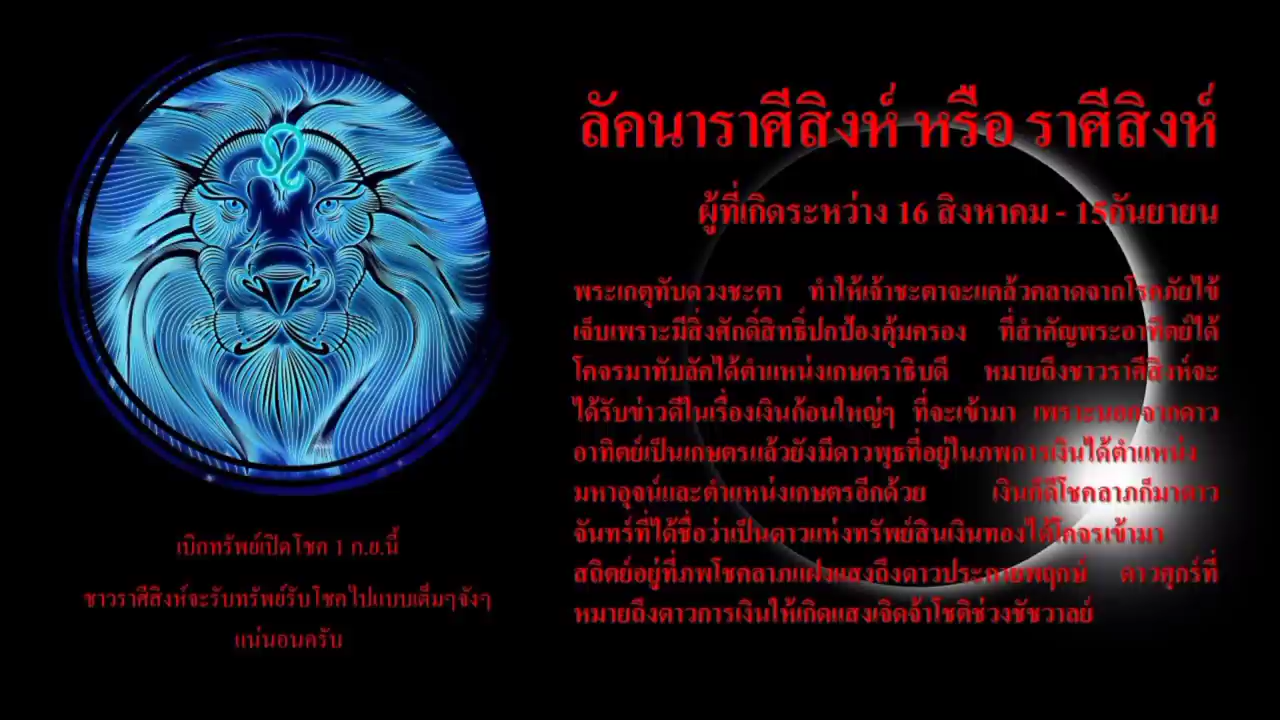 ลัคนาราศีสิงห์ หรือ ราศีสิงห์
ผู้ที่เกิดระหว่าง 16 สิงหาคม - 15กันยายน
พระเกตุทับดวงชะตา ทำให้เจ้าชะตาจะแคล้วคลาดจากโรคภัยไข้
เจ็บเพราะมีสิ่งศักดิ์สิทธิ์ปกป้องคุ้มครอง ที่สำคัญพระอาทิตย์ได้
โคจรมาทับลัคได้ตำแหน่งเกษตราธิบดี หมายถึงชาวราศีสิงห์จะ
ได้รับข่าวดีในเรื่องเงินก้อนใหญ่ๆ ที่จะเข้ามา เพราะนอกจากดาว
อาทิตย์เป็นเกษตรแล้วยังมีดาวพุธที่อยู่ในภพการเงินได้ตำแหน่ง
มหาอุจน์และตำแหน่งเกษตรอีกด้วย เงินก็ดีโชคลาภก็มาดาว
จันทร์ที่ได้ชื่อว่าเป็นดาวแห่งทรัพย์สินเงินทองได้โคจรเข้ามา
สถิตย์อยู่ที่ภพโชคลาภแฝงแสงถึงดาวประกายพฤกษ์ ดาวศุกร์ที่
หมายถึงดาวการเงินให้เกิดแสงเจิดจ้าโชติช่วงชัชวาลย์
เบิกทรัพย์เปิดโชค 1 ก.ย.นี้
ชาวราศีสิงห์จะรับทรัพย์รับโชคไปแบบเต็มๆจังๆ
แน่นอนครับ